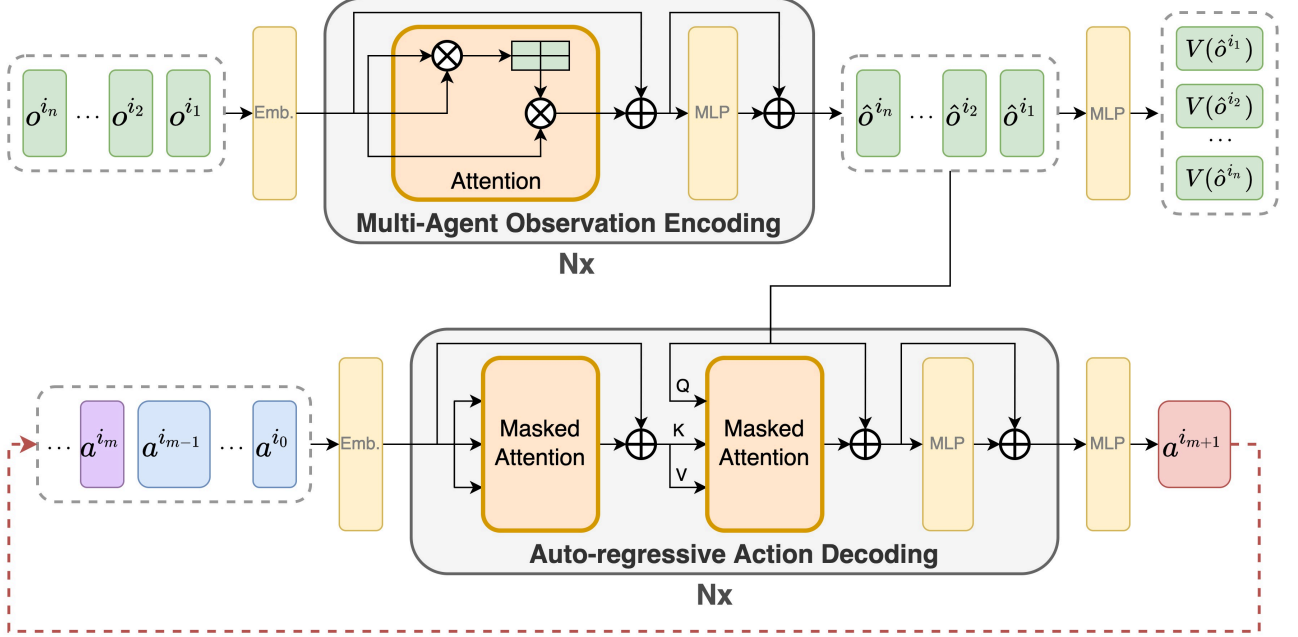 o^{i_n} ... o^{i_2} o^{i_1}
Emb.
Attention
MLP
Multi-Agent Observation Encoding
Nx
ô^{i_n} ... ô^{i_2} ô^{i_1}
MLP
V(ô^{i_1})
V(ô^{i_2})
...
V(ô^{i_n})
... a^{i_m} a^{i_{m-1}} ... a^{i_0}
Emb.
Masked
Attention
Q
K
V
Masked
Attention
MLP
Auto-regressive Action Decoding
Nx
MLP
a^{i_{m+1}}